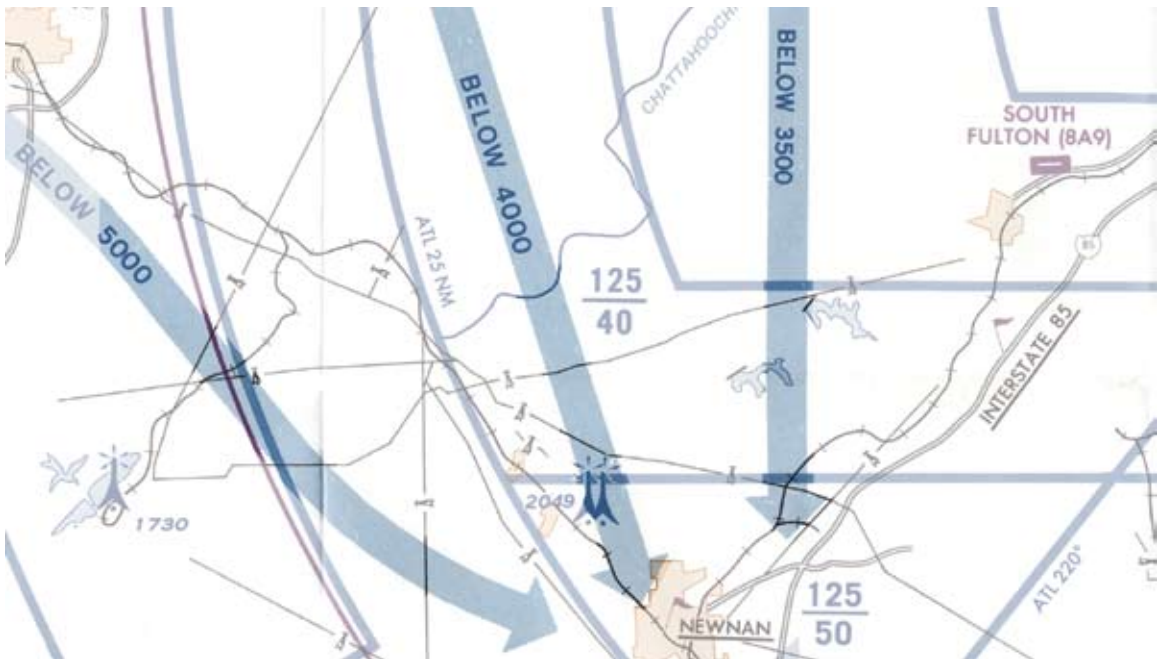 BELOW 5000
BELOW 4000
BELOW 3500
SOUTH
FULTON (8A9)
ATL 25 NM
125
40
85
INTERSTATE 85
1730
2049
NEWNAN
125
50
ATL 220°